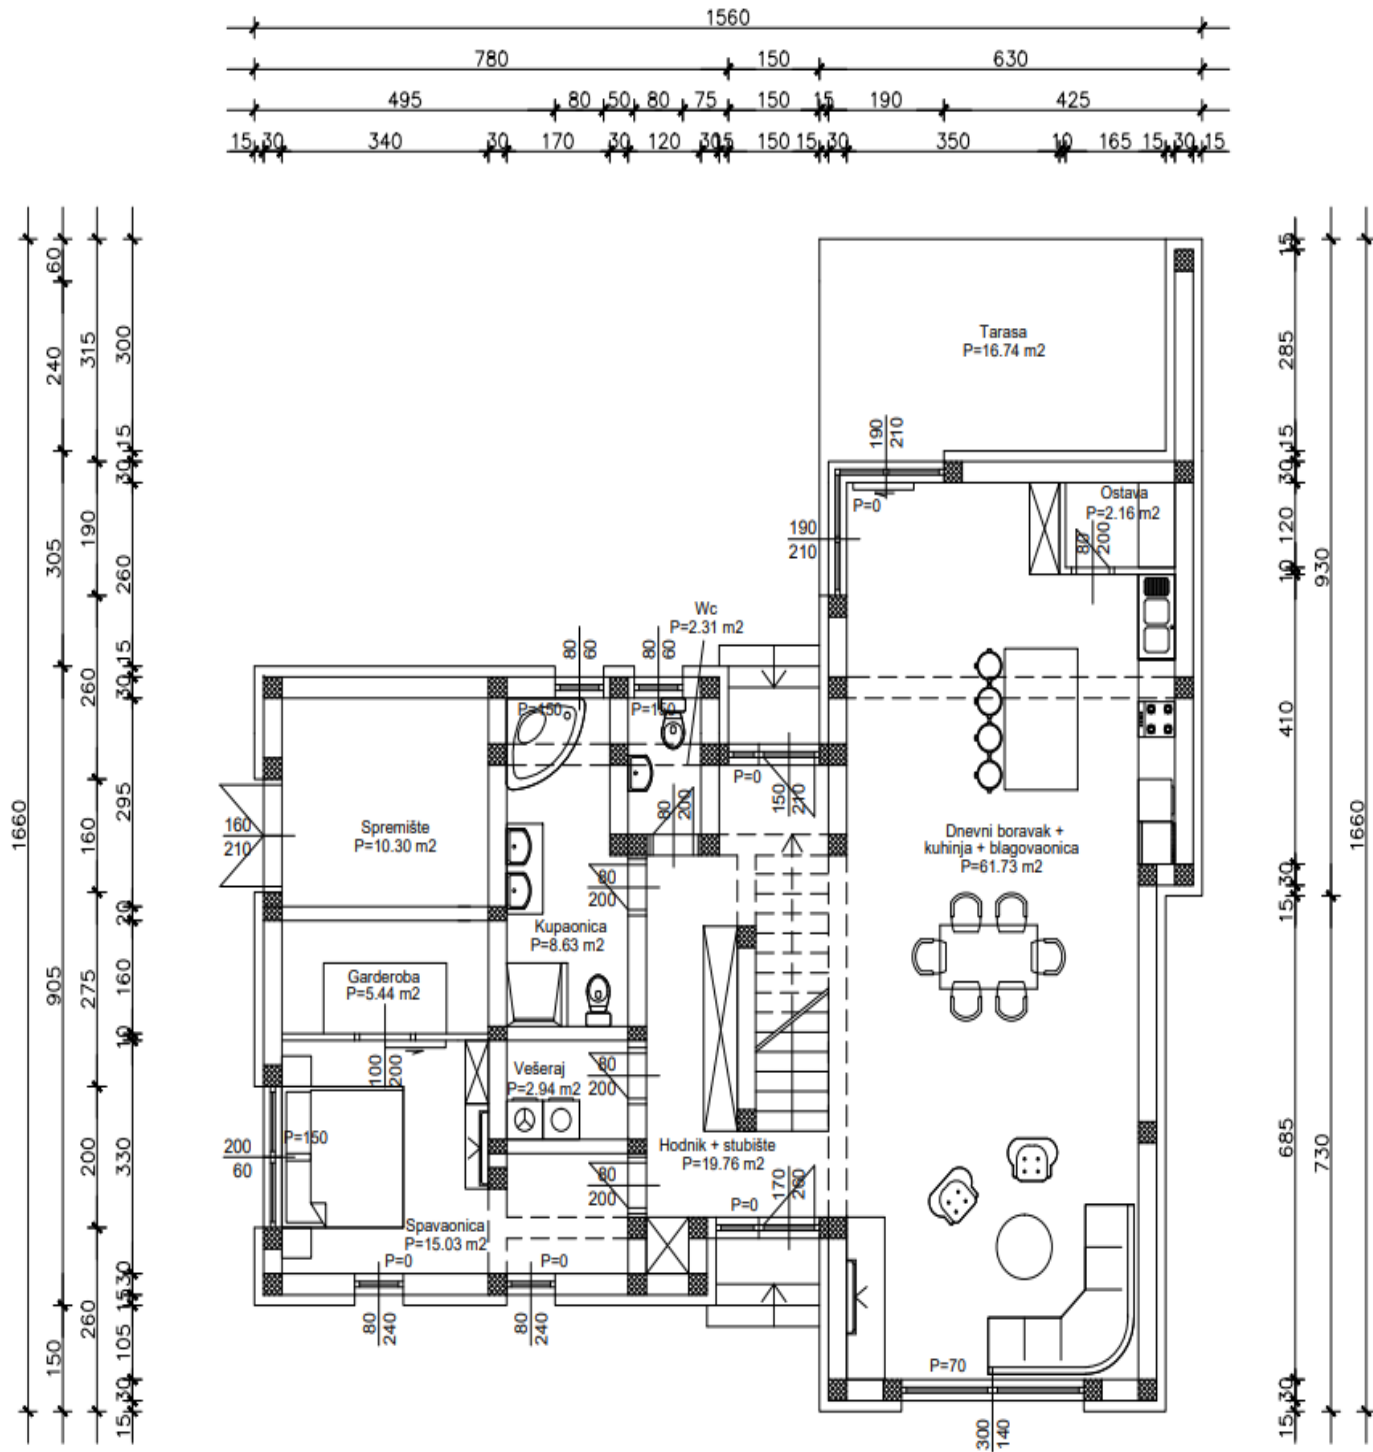 1560
780 150 630
495 80 50 80 75 150 15 190 425
15 30 340 30 170 30 120 30 15 150 15 30 350 10 165 15 30 15
1660
60 240 305 905 150
315 190 260 160 275 200 260
300 15 30 260 15 30 295 20 160 10 330 30 15 105 30 15
15 285 15 30 120 10 410 30 15 685 30 15
930 730
1660
Tarasa
P=16.74 m2
190
210
P=0
Ostava
P=2.16 m2
80
200
190
210
Wc
P=2.31 m2
80
60
80
60
P=150
P=150
P=0
150
210
80
200
160
210
Spremište
P=10.30 m2
Dnevni boravak +
kuhinja + blagovaonica
P=61.73 m2
80
200
Kupaonica
P=8.63 m2
Garderoba
P=5.44 m2
100
200
Vešeraj
P=2.94 m2
80
200
P=150
200
60
Hodnik + stubište
P=19.76 m2
80
200
P=0
170
260
Spavaonica
P=15.03 m2
P=0
P=0
80
240
80
240
P=70
300
140